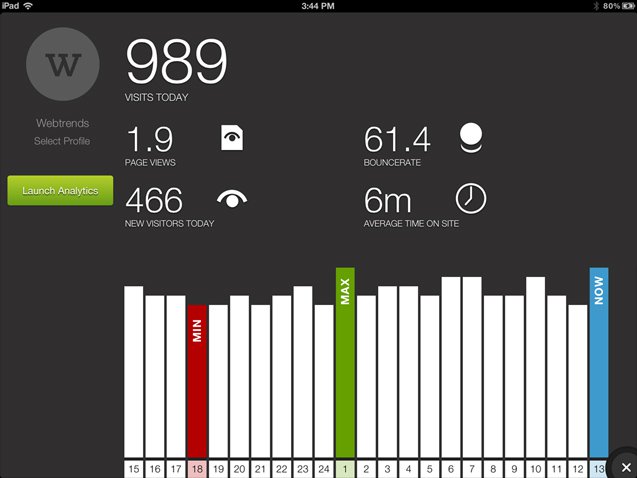 iPad 3:44 PM 80%
W
989
VISITS TODAY
Webtrends
Select Profile
1.9
PAGE VIEWS
61.4
BOUNCERATE
Launch Analytics
466
NEW VISITORS TODAY
6m
AVERAGE TIME ON SITE
MIN
MAX
NOW
15 16 17 18 19 20 21 22 23 24 1 2 3 4 5 6 7 8 9 10 11 12 13